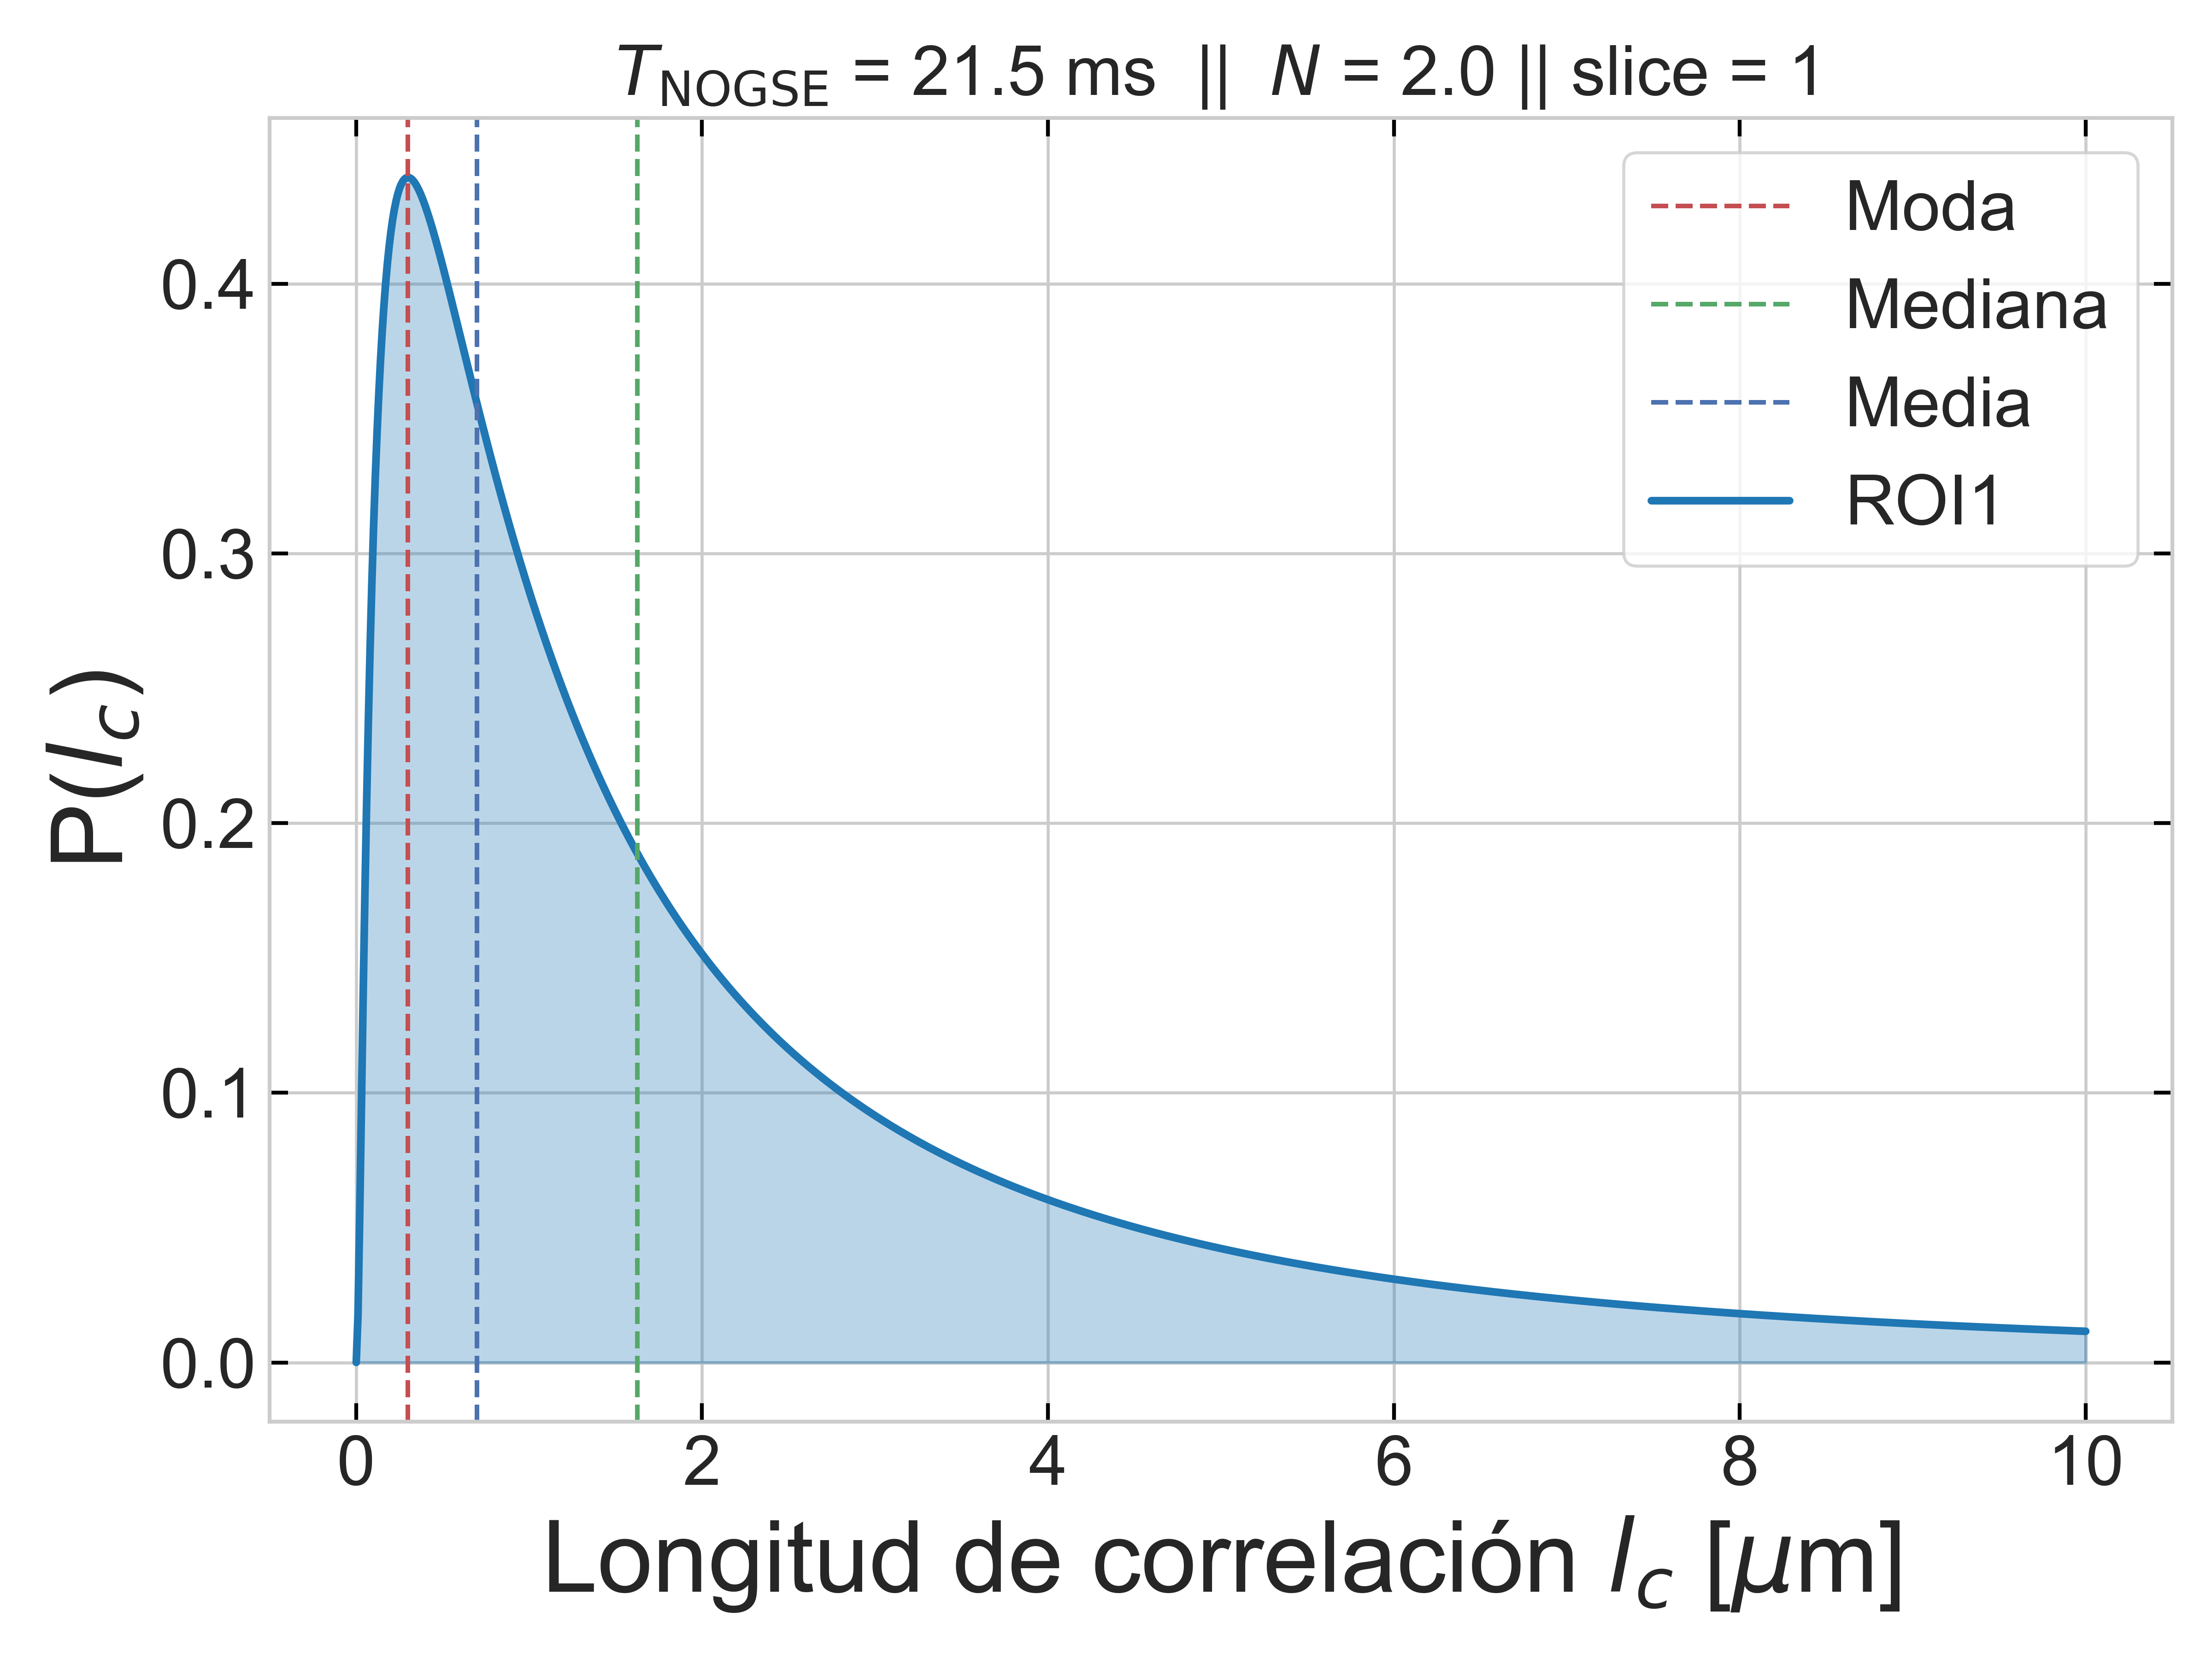 T_NOGSE = 21.5 ms || N = 2.0 || slice = 1
Moda
Mediana
Media
ROI1
P(l_c)
0.4
0.3
0.2
0.1
0.0
0 2 4 6 8 10
Longitud de correlación l_c [μm]